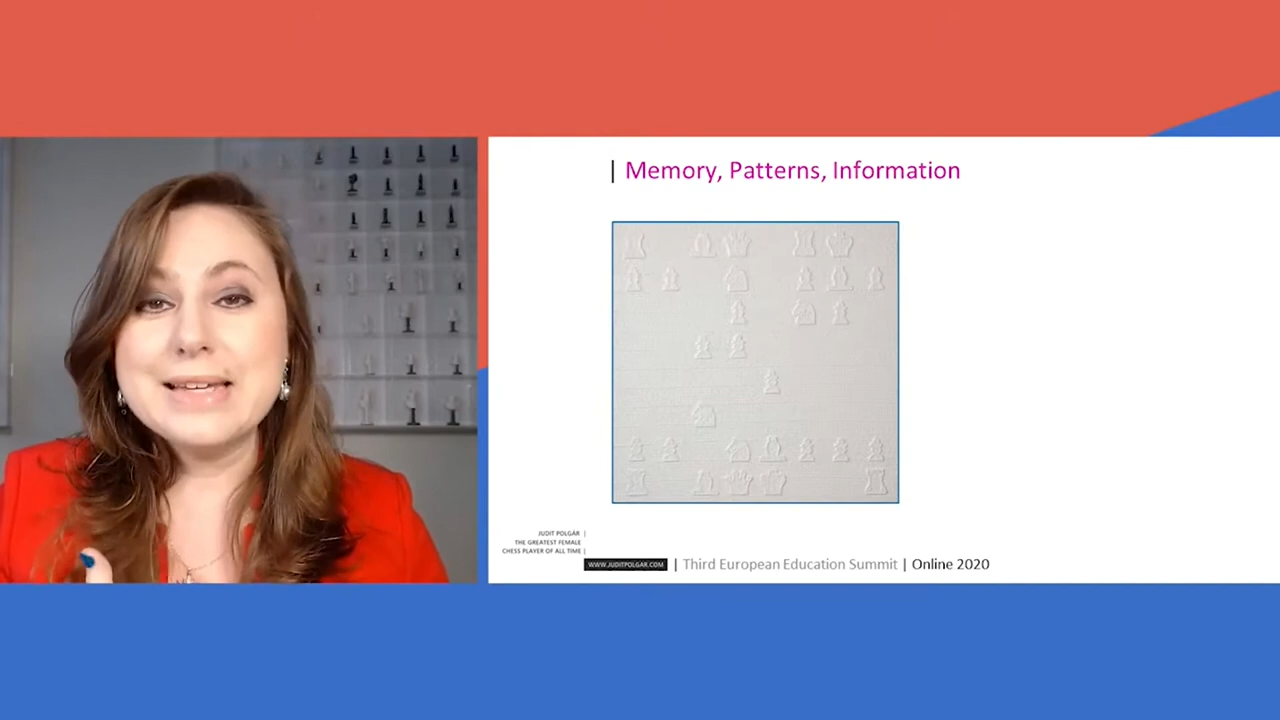 | Memory, Patterns, Information
JUDIT POLGÁR |
THE GREATEST FEMALE
CHESS PLAYER OF ALL TIME |
WWW.JUDITPOLGAR.COM | Third European Education Summit | Online 2020